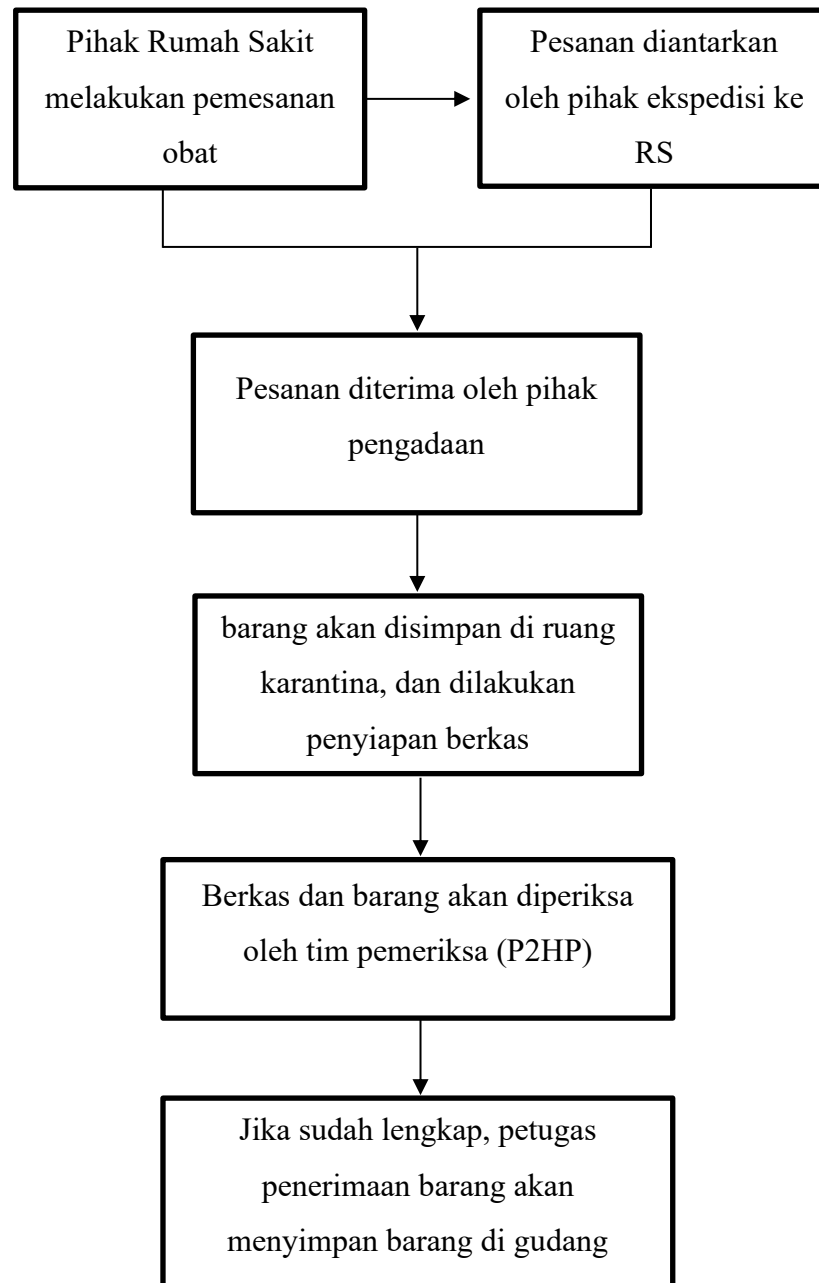 Pihak Rumah Sakit
melakukan pemesanan
obat
Pesanan diantarkan
oleh pihak ekspedisi ke
RS
Pesanan diterima oleh pihak
pengadaan
barang akan disimpan di ruang
karantina, dan dilakukan
penyiapan berkas
Berkas dan barang akan diperiksa
oleh tim pemeriksa (P2HP)
Jika sudah lengkap, petugas
penerimaan barang akan
menyimpan barang di gudang